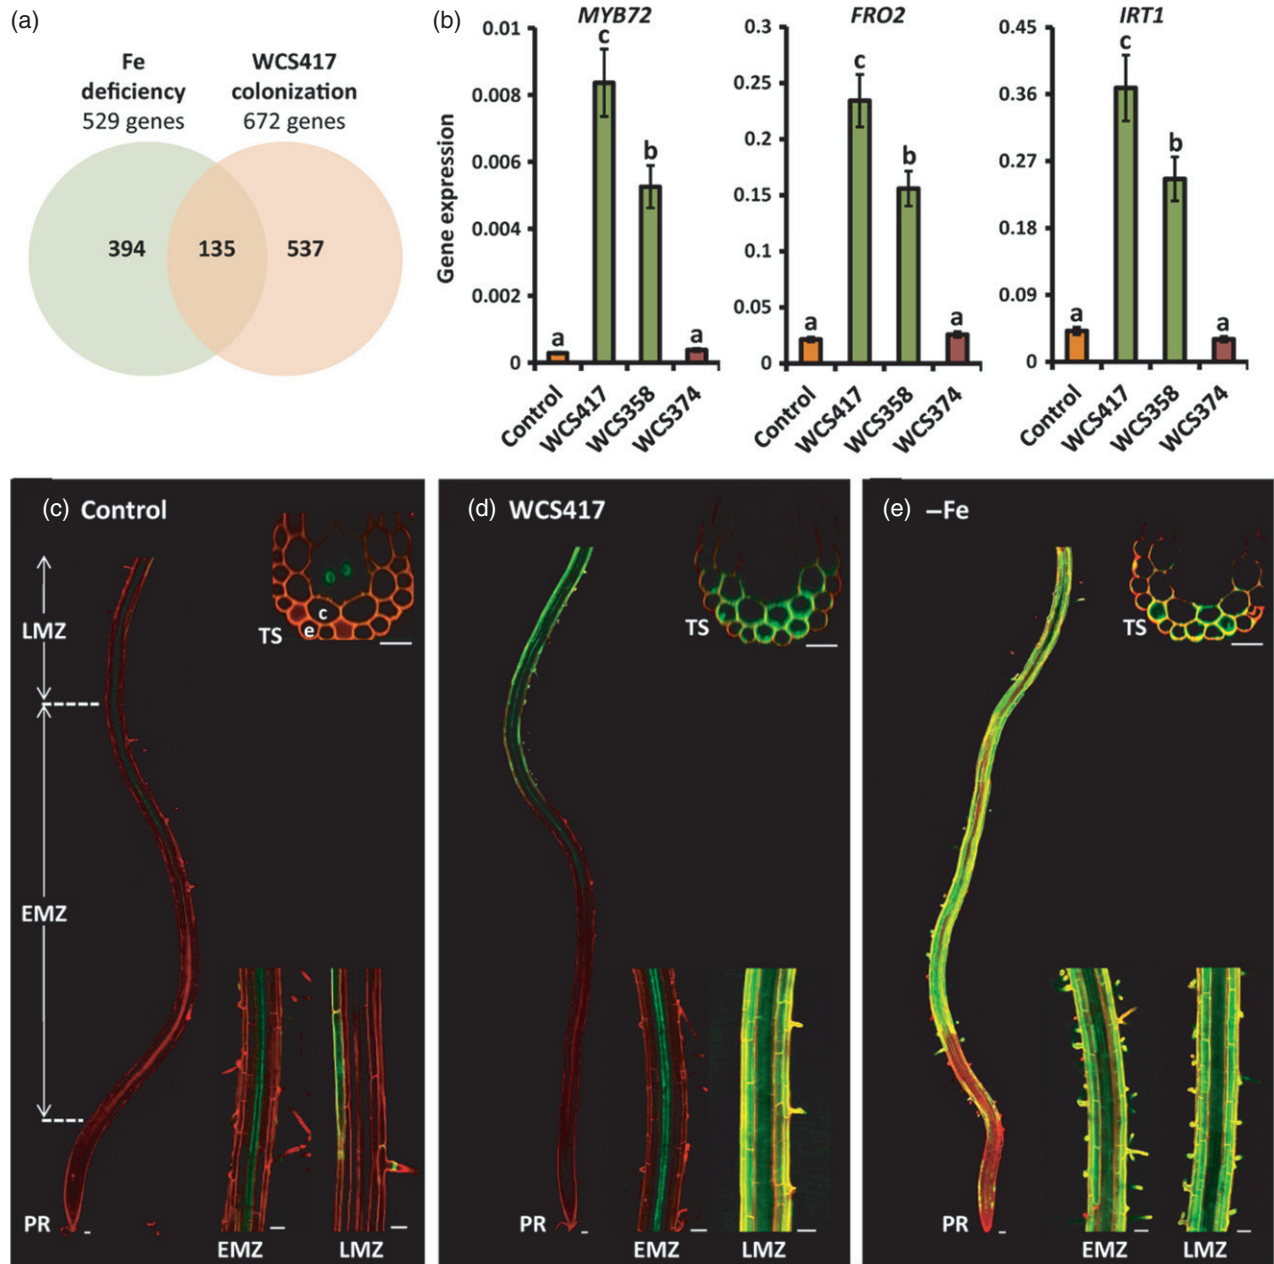 (a)
Fe
deficiency
529 genes
WCS417
colonization
672 genes
394
135
537
(b)
MYB72
Gene expression
0.01
0.008
0.006
0.004
0.002
0
a
c
b
a
Control
WCS417
WCS358
WCS374
FRO2
0.3
0.25
0.2
0.15
0.1
0.05
0
a
c
b
a
Control
WCS417
WCS358
WCS374
IRT1
0.45
0.36
0.27
0.18
0.09
0
a
c
b
a
Control
WCS417
WCS358
WCS374
(c) Control
LMZ
EMZ
c
e
TS
PR
EMZ
LMZ
(d) WCS417
TS
PR
EMZ
LMZ
(e) –Fe
TS
PR
EMZ
LMZ